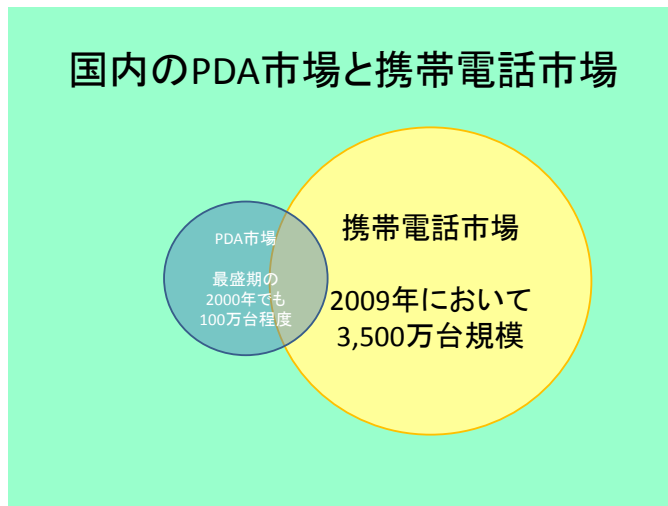 国内のPDA市場と携帯電話市場
PDA市場
最盛期の
2000年でも
100万台程度
携帯電話市場
2009年において
3,500万台規模